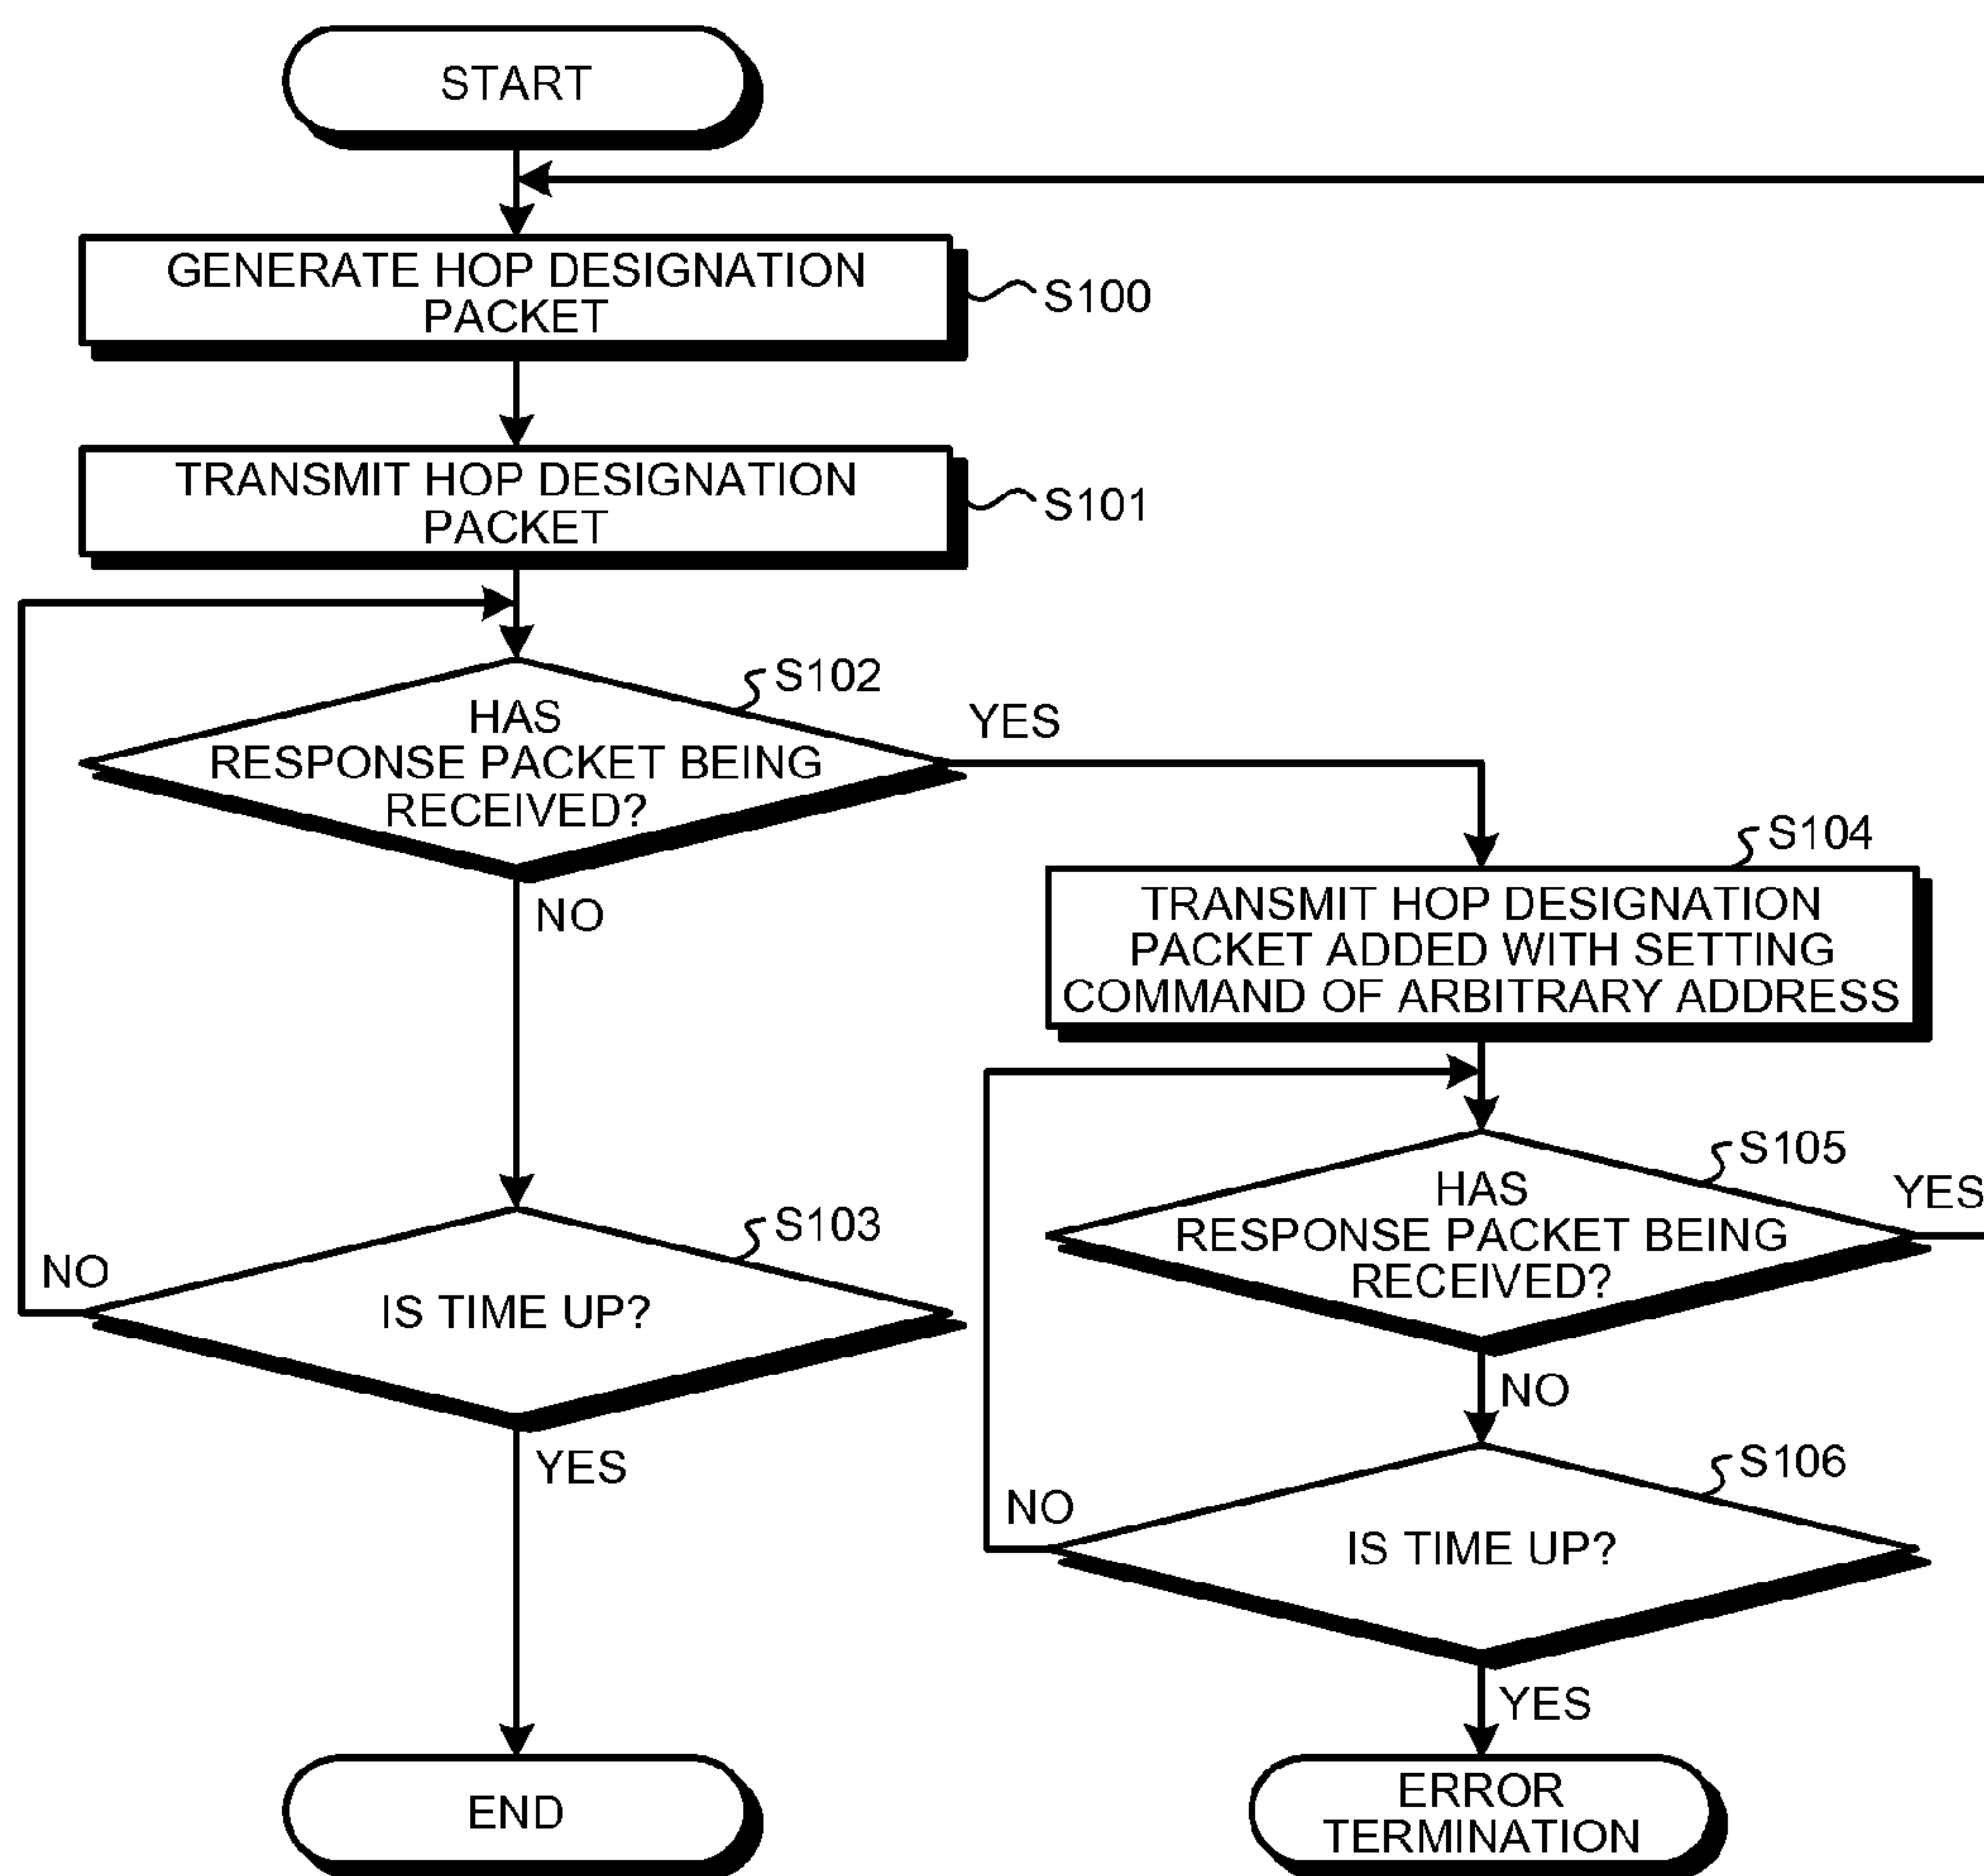 START
GENERATE HOP DESIGNATION
PACKET
S100
TRANSMIT HOP DESIGNATION
PACKET
S101
S102
HAS
RESPONSE PACKET BEING
RECEIVED?
YES
NO
S103
IS TIME UP?
NO
YES
END
S104
TRANSMIT HOP DESIGNATION
PACKET ADDED WITH SETTING
COMMAND OF ARBITRARY ADDRESS
S105
HAS
RESPONSE PACKET BEING
RECEIVED?
YES
NO
S106
IS TIME UP?
NO
YES
ERROR
TERMINATION